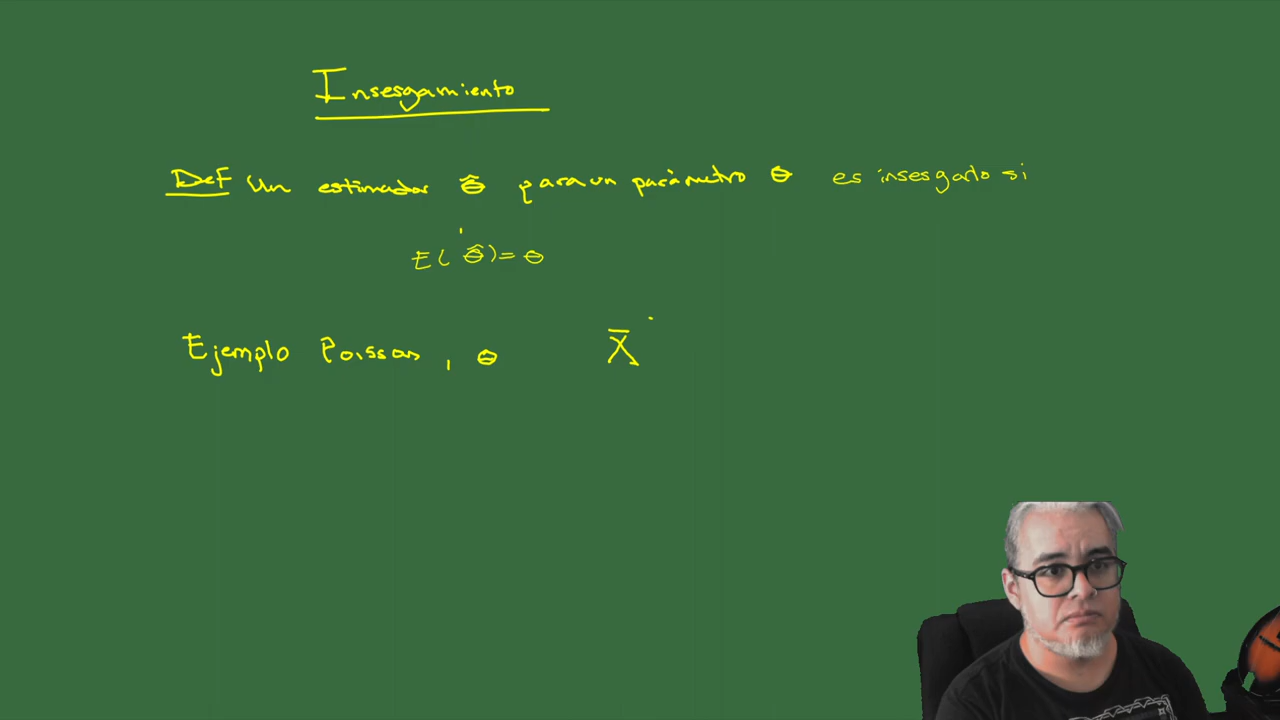 Insesgamiento
Def Un estimador θ̂ para un parámetro θ es insesgado si
E(θ̂)=θ
Ejemplo Poisson, θ X̄